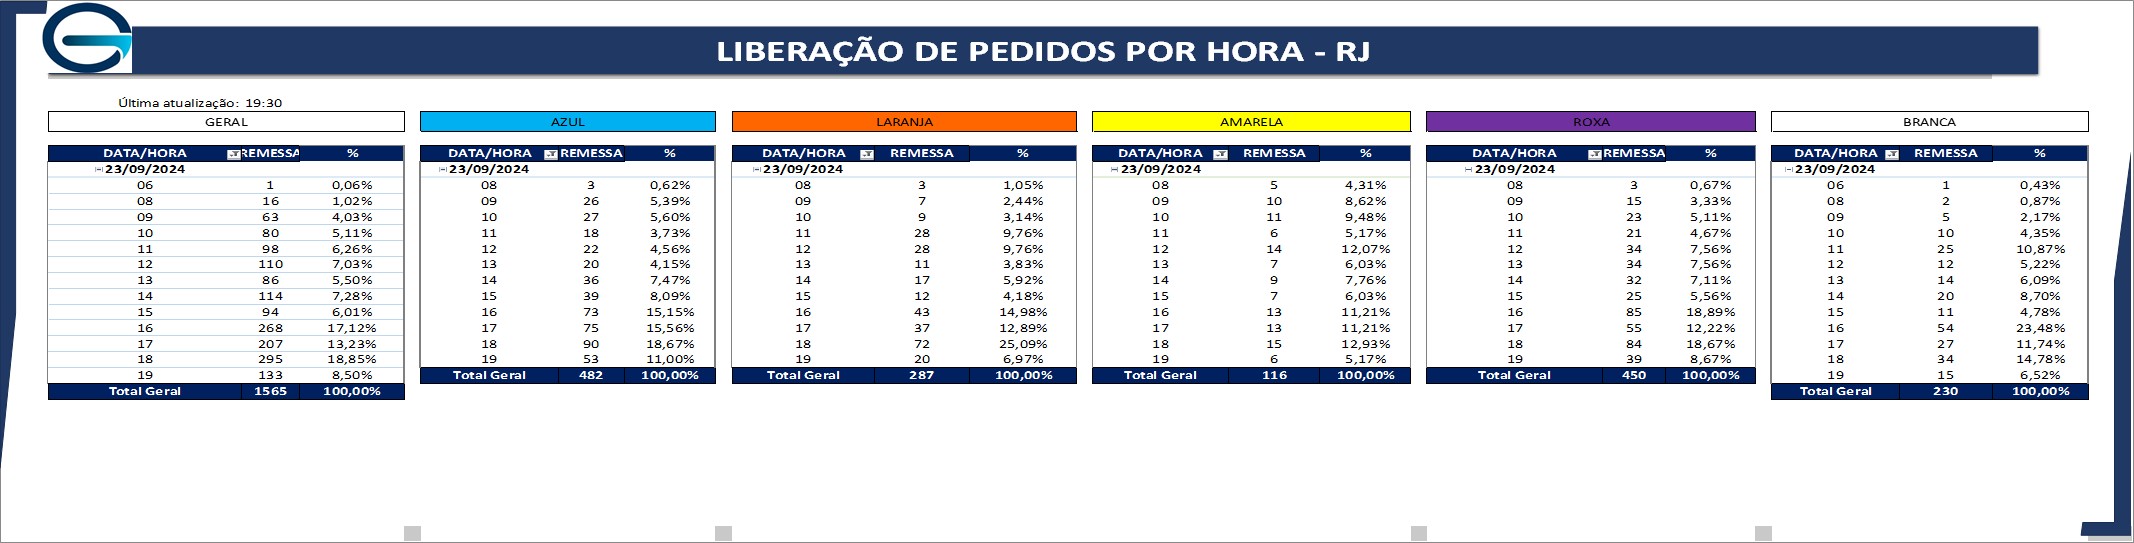 LIBERAÇÃO DE PEDIDOS POR HORA - RJ
Última atualização: 19:30
GERAL
DATA/HORA REMESSA %
23/09/2024
06 1 0,06%
08 16 1,02%
09 63 4,03%
10 80 5,11%
11 98 6,26%
12 110 7,03%
13 86 5,50%
14 114 7,28%
15 94 6,01%
16 268 17,12%
17 207 13,23%
18 295 18,85%
19 133 8,50%
Total Geral 1565 100,00%
AZUL
DATA/HORA REMESSA %
23/09/2024
08 3 0,62%
09 26 5,39%
10 27 5,60%
11 18 3,73%
12 22 4,56%
13 20 4,15%
14 36 7,47%
15 39 8,09%
16 73 15,15%
17 75 15,56%
18 90 18,67%
19 53 11,00%
Total Geral 482 100,00%
LARANJA
DATA/HORA REMESSA %
23/09/2024
08 3 1,05%
09 7 2,44%
10 9 3,14%
11 28 9,76%
12 28 9,76%
13 11 3,83%
14 17 5,92%
15 12 4,18%
16 43 14,98%
17 37 12,89%
18 72 25,09%
19 20 6,97%
Total Geral 287 100,00%
AMARELA
DATA/HORA REMESSA %
23/09/2024
08 5 4,31%
09 10 8,62%
10 11 9,48%
11 6 5,17%
12 14 12,07%
13 7 6,03%
14 9 7,76%
15 7 6,03%
16 13 11,21%
17 13 11,21%
18 15 12,93%
19 6 5,17%
Total Geral 116 100,00%
ROXA
DATA/HORA REMESSA %
23/09/2024
08 3 0,67%
09 15 3,33%
10 23 5,11%
11 21 4,67%
12 34 7,56%
13 34 7,56%
14 32 7,11%
15 25 5,56%
16 85 18,89%
17 55 12,22%
18 84 18,67%
19 39 8,67%
Total Geral 450 100,00%
BRANCA
DATA/HORA REMESSA %
23/09/2024
06 1 0,43%
08 2 0,87%
09 5 2,17%
10 10 4,35%
11 25 10,87%
12 12 5,22%
13 14 6,09%
14 20 8,70%
15 11 4,78%
16 54 23,48%
17 27 11,74%
18 34 14,78%
19 15 6,52%
Total Geral 230 100,00%